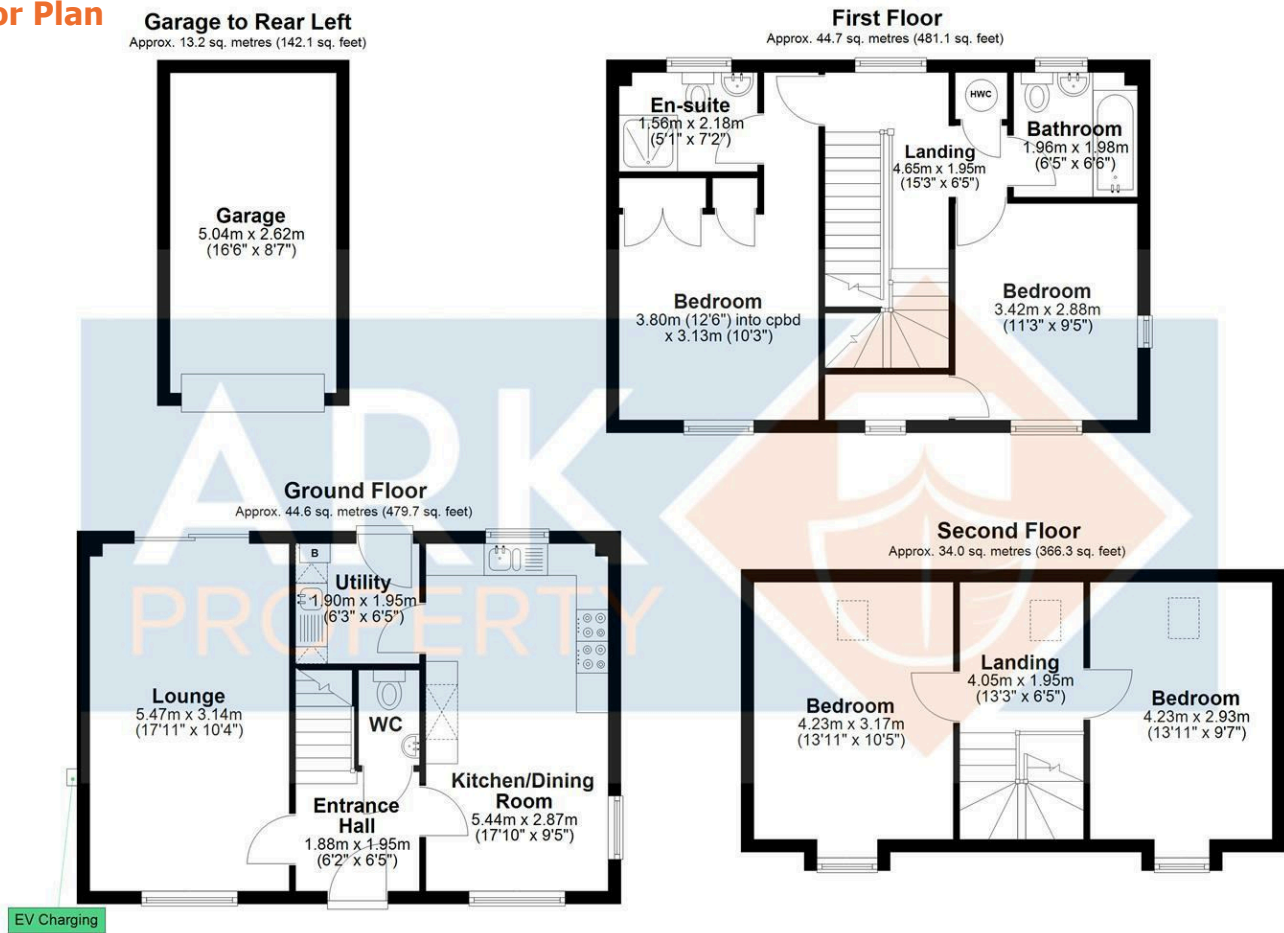 or Plan
Garage to Rear Left
Approx. 13.2 sq. metres (142.1 sq. feet)
Garage
5.04m x 2.62m
(16'6" x 8'7")
First Floor
Approx. 44.7 sq. metres (481.1 sq. feet)
En-suite
1.56m x 2.18m
(5'1" x 7'2")
HWC
Bathroom
1.96m x 1.98m
(6'5" x 6'6")
Landing
4.65m x 1.95m
(15'3" x 6'5")
Bedroom
3.80m (12'6") into cpbd
x 3.13m (10'3")
Bedroom
3.42m x 2.88m
(11'3" x 9'5")
ARK
PROPERTY
Ground Floor
Approx. 44.6 sq. metres (479.7 sq. feet)
B
Utility
1.90m x 1.95m
(6'3" x 6'5")
Lounge
5.47m x 3.14m
(17'11" x 10'4")
WC
Kitchen/Dining
Room
5.44m x 2.87m
(17'10" x 9'5")
Entrance
Hall
1.88m x 1.95m
(6'2" x 6'5")
EV Charging
Second Floor
Approx. 34.0 sq. metres (366.3 sq. feet)
Bedroom
4.23m x 3.17m
(13'11" x 10'5")
Landing
4.05m x 1.95m
(13'3" x 6'5")
Bedroom
4.23m x 2.93m
(13'11" x 9'7")